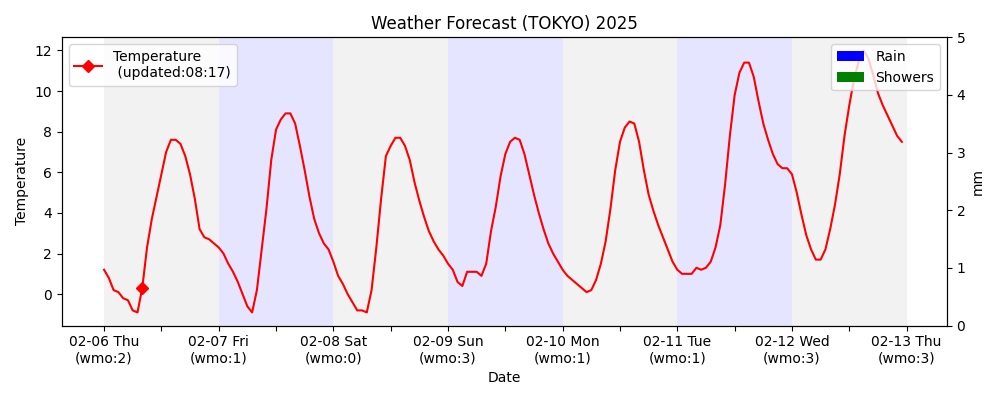 Weather Forecast (TOKYO) 2025
Temperature
(updated:08:17)
Rain
Showers
12
10
8
6
4
2
0
Temperature
5
4
3
2
1
0
mm
02-06 Thu
(wmo:2)
02-07 Fri
(wmo:1)
02-08 Sat
(wmo:0)
02-09 Sun
(wmo:3)
02-10 Mon
(wmo:1)
02-11 Tue
(wmo:1)
02-12 Wed
(wmo:3)
02-13 Thu
(wmo:3)
Date